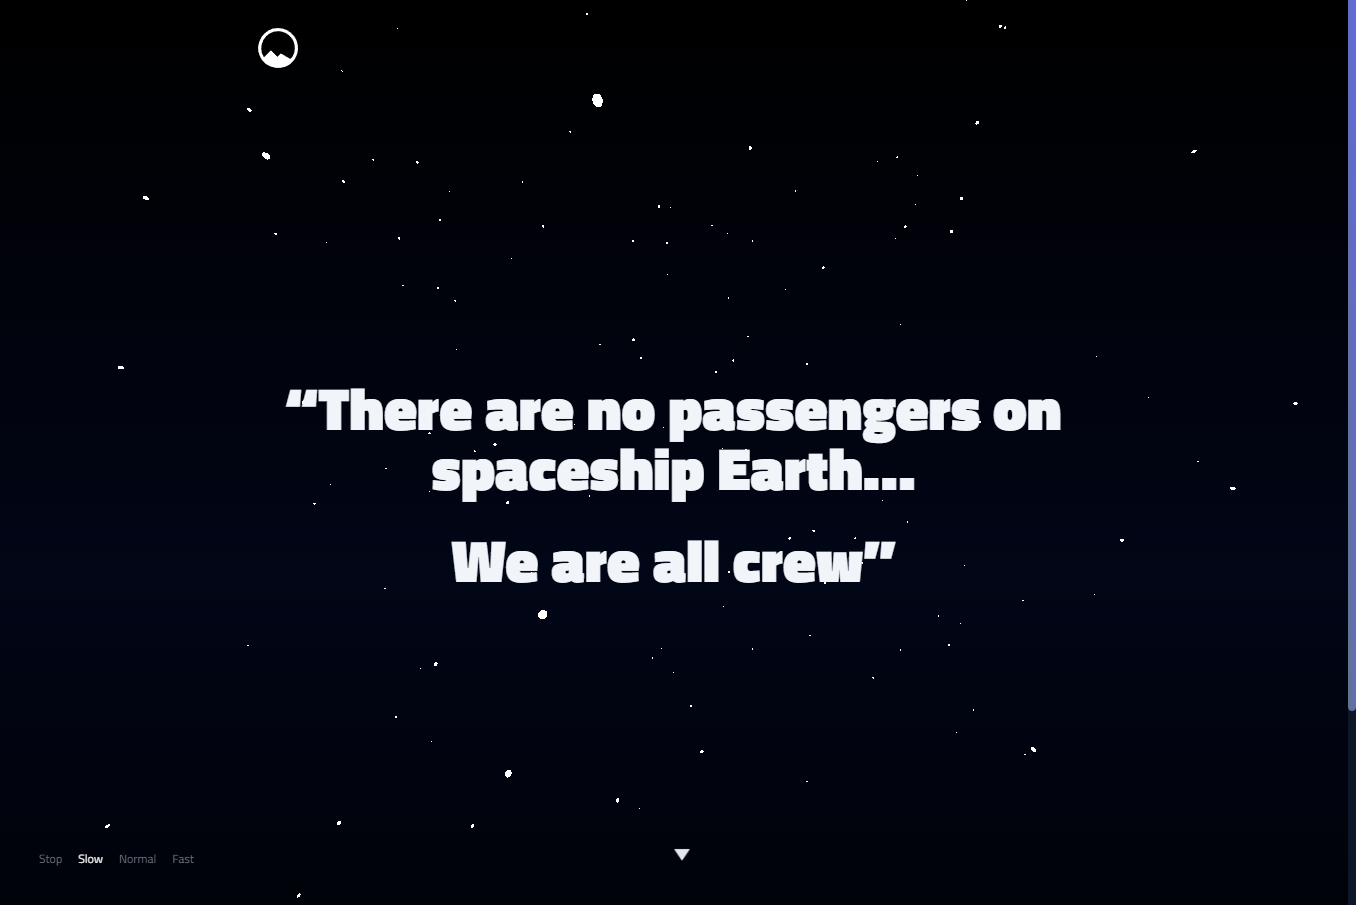 “There are no passengers on
spaceship Earth...
We are all crew”
Stop Slow Normal Fast